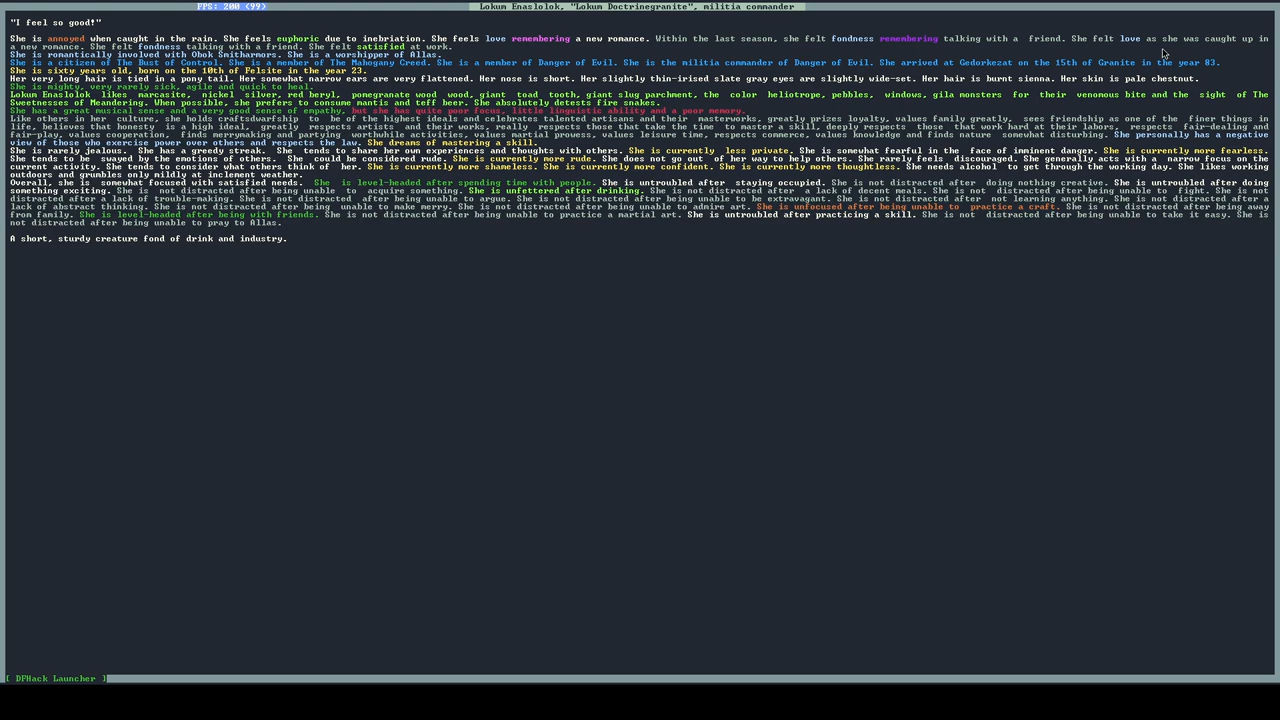 FPS: 200 (99)
Lokum Enaslolok, "Lokum Doctrinegranite", militia commander
"I feel so good!"
She is annoyed when caught in the rain. She feels euphoric due to inebriation. She feels love remembering a new romance. Within the last season, she felt fondness remembering talking with a friend. She felt love as she was caught up in
a new romance. She felt fondness talking with a friend. She felt satisfied at work.
She is romantically involved with Obok Smitharmors. She is a worshipper of Allas.
She is a citizen of The Bust of Control. She is a member of The Mahogany Creed. She is a member of Danger of Evil. She is the militia commander of Danger of Evil. She arrived at Gedorkezat on the 15th of Granite in the year 83.
She is sixty years old, born on the 10th of Felsite in the year 23.
Her very long hair is tied in a pony tail. Her somewhat narrow ears are very flattened. Her nose is short. Her slightly thin-irised slate gray eyes are slightly wide-set. Her hair is burnt sienna. Her skin is pale chestnut.
She is mighty, very rarely sick, agile and quick to heal.
Lokum Enaslolok likes marcasite, nickel silver, red beryl, pomegranate wood wood, giant toad tooth, giant slug parchment, the color heliotrope, pebbles, windows, gila monsters for their venomous bite and the sight of The
Sweetnesses of Meandering. When possible, she prefers to consume mantis and teff beer. She absolutely detests fire snakes.
She has a great musical sense and a very good sense of empathy, but she has quite poor focus, little linguistic ability and a poor memory.
Like others in her culture, she holds craftsdwarfship to be of the highest ideals and celebrates talented artisans and their masterworks, greatly prizes loyalty, values family greatly, sees friendship as one of the finer things in
life, believes that honesty is a high ideal, greatly respects artists and their works, really respects those that take the time to master a skill, deeply respects those that work hard at their labors, respects fair-dealing and
fair-play, values cooperation, finds merrymaking and partying worthwhile activities, values martial prowess, values leisure time, respects commerce, values knowledge and finds nature somewhat disturbing. She personally has a negative
view of those who exercise power over others and respects the law. She dreams of mastering a skill.
She is rarely jealous. She has a greedy streak. She tends to share her own experiences and thoughts with others. She is currently less private. She is somewhat fearful in the face of imminent danger. She is currently more fearless.
She tends to be swayed by the emotions of others. She could be considered rude. She is currently more rude. She does not go out of her way to help others. She rarely feels discouraged. She generally acts with a narrow focus on the
current activity. She tends to consider what others think of her. She is currently more shameless. She is currently more confident. She is currently more thoughtless. She needs alcohol to get through the working day. She likes working
outdoors and grumbles only mildly at inclement weather.
Overall, she is somewhat focused with satisfied needs. She is level-headed after spending time with people. She is untroubled after staying occupied. She is not distracted after doing nothing creative. She is untroubled after doing
something exciting. She is not distracted after being unable to acquire something. She is unfettered after drinking. She is not distracted after a lack of decent meals. She is not distracted after being unable to fight. She is not
distracted after a lack of trouble-making. She is not distracted after being unable to argue. She is not distracted after being unable to be extravagant. She is not distracted after not learning anything. She is not distracted after a
lack of abstract thinking. She is not distracted after being unable to make merry. She is not distracted after being unable to admire art. She is unfocused after being unable to practice a craft. She is not distracted after being away
from family. She is level-headed after being with friends. She is not distracted after being unable to practice a martial art. She is untroubled after practicing a skill. She is not distracted after being unable to take it easy. She is
not distracted after being unable to pray to Allas.
A short, sturdy creature fond of drink and industry.
[ DFHack Launcher ]